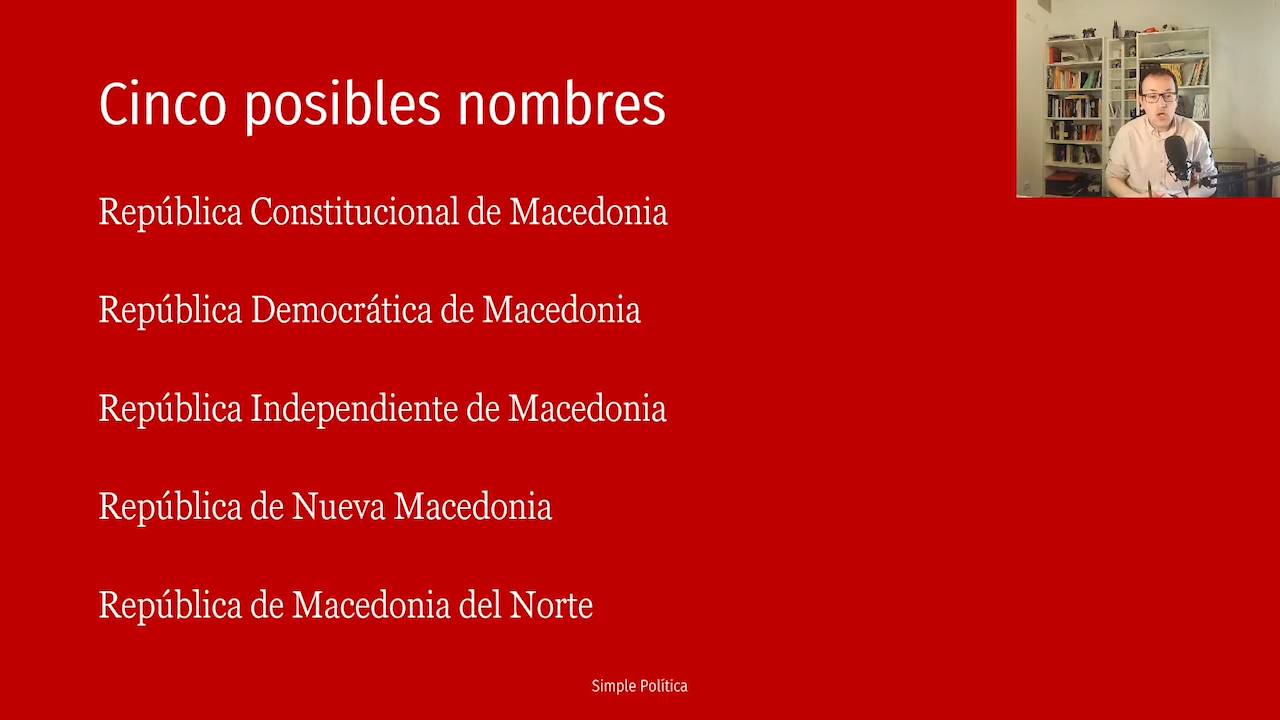 Cinco posibles nombres
República Constitucional de Macedonia
República Democrática de Macedonia
República Independiente de Macedonia
República de Nueva Macedonia
República de Macedonia del Norte
Simple Política